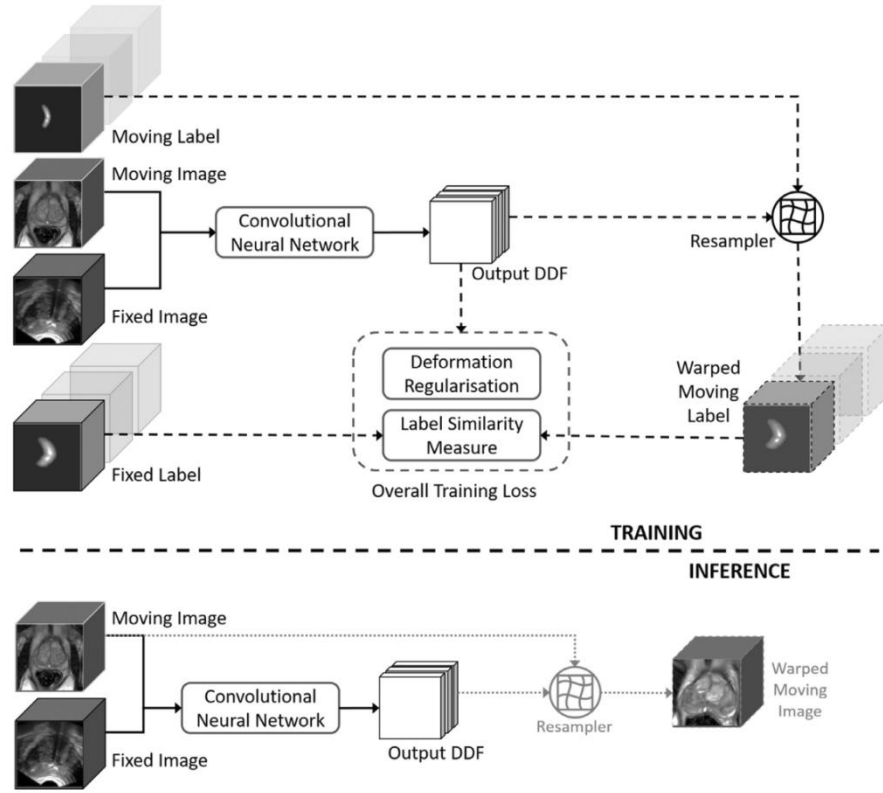 Moving Label
Moving Image
Convolutional
Neural Network
Resampler
Output DDF
Fixed Image
Deformation
Regularisation
Warped
Moving
Label
Label Similarity
Measure
Fixed Label
Overall Training Loss
TRAINING
INFERENCE
Moving Image
Convolutional
Neural Network
Warped
Moving
Image
Resampler
Output DDF
Fixed Image